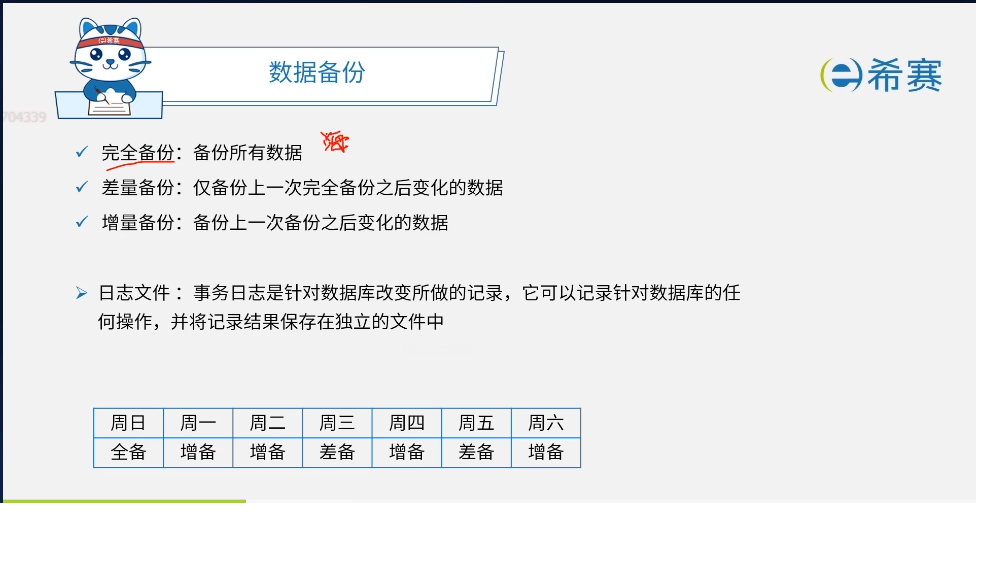 数据备份
希赛
704339
完全备份：备份所有数据
差量备份：仅备份上一次完全备份之后变化的数据
增量备份：备份上一次备份之后变化的数据
日志文件：事务日志是针对数据库改变所做的记录，它可以记录针对数据库的任
何操作，并将记录结果保存在独立的文件中
周日 周一 周二 周三 周四 周五 周六
全备 增备 增备 差备 增备 差备 增备